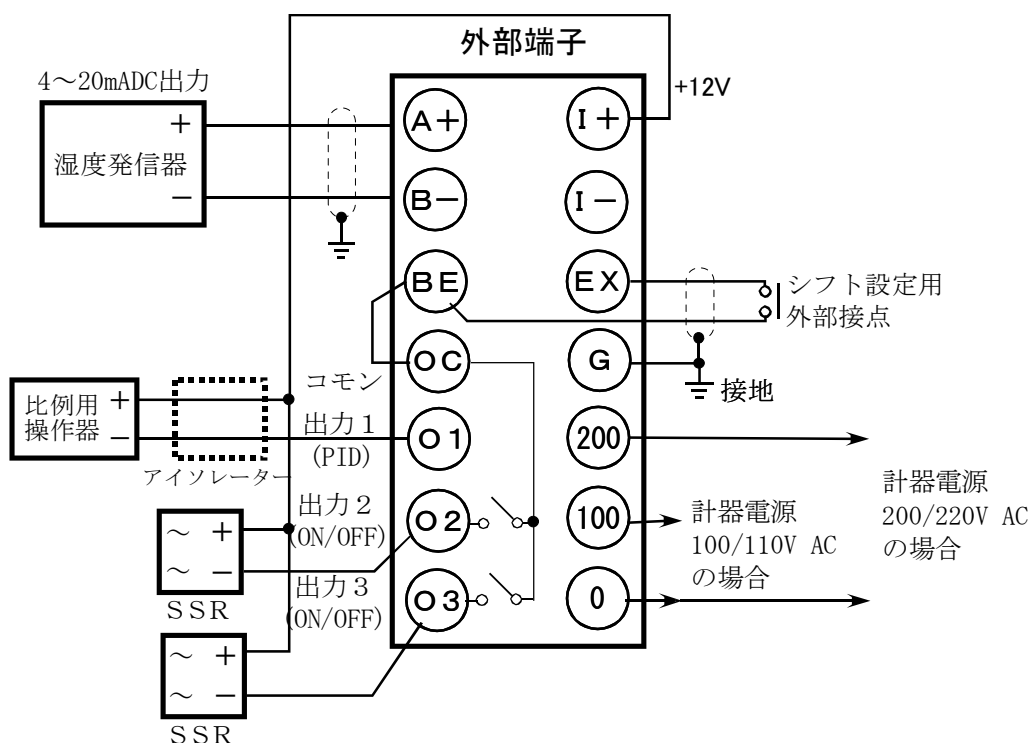 外部端子
4～20mADC出力
+12V
+
湿度発信器
−
A+
I+
B−
I−
BE
EX
シフト設定用
外部接点
OC
G
接地
コモン
比例用
操作器
+
−
アイソレーター
出力1
(PID)
O1
200
計器電源
200/220V AC
の場合
出力2
(ON/OFF)
O2
100
計器電源
100/110V AC
の場合
～ +
～ −
SSR
出力3
(ON/OFF)
O3
0
～ +
～ −
SSR